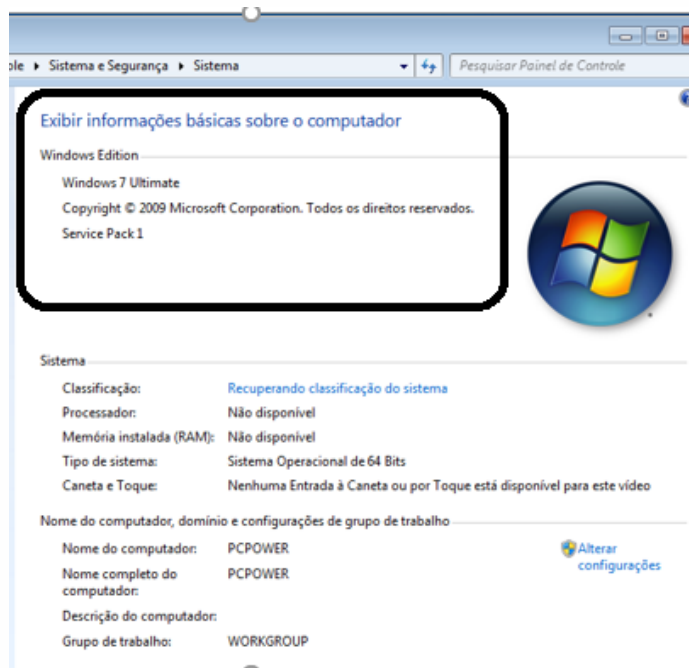 ole ▸ Sistema e Segurança ▸ Sistema
Pesquisar Painel de Controle
Exibir informações básicas sobre o computador
Windows Edition
Windows 7 Ultimate
Copyright © 2009 Microsoft Corporation. Todos os direitos reservados.
Service Pack 1
Sistema
Classificação: Recuperando classificação do sistema
Processador: Não disponível
Memória instalada (RAM): Não disponível
Tipo de sistema: Sistema Operacional de 64 Bits
Caneta e Toque: Nenhuma Entrada à Caneta ou por Toque está disponível para este vídeo
Nome do computador, domínio e configurações de grupo de trabalho
Nome do computador: PCPOWER
Alterar
configurações
Nome completo do
computador: PCPOWER
Descrição do computador:
Grupo de trabalho: WORKGROUP